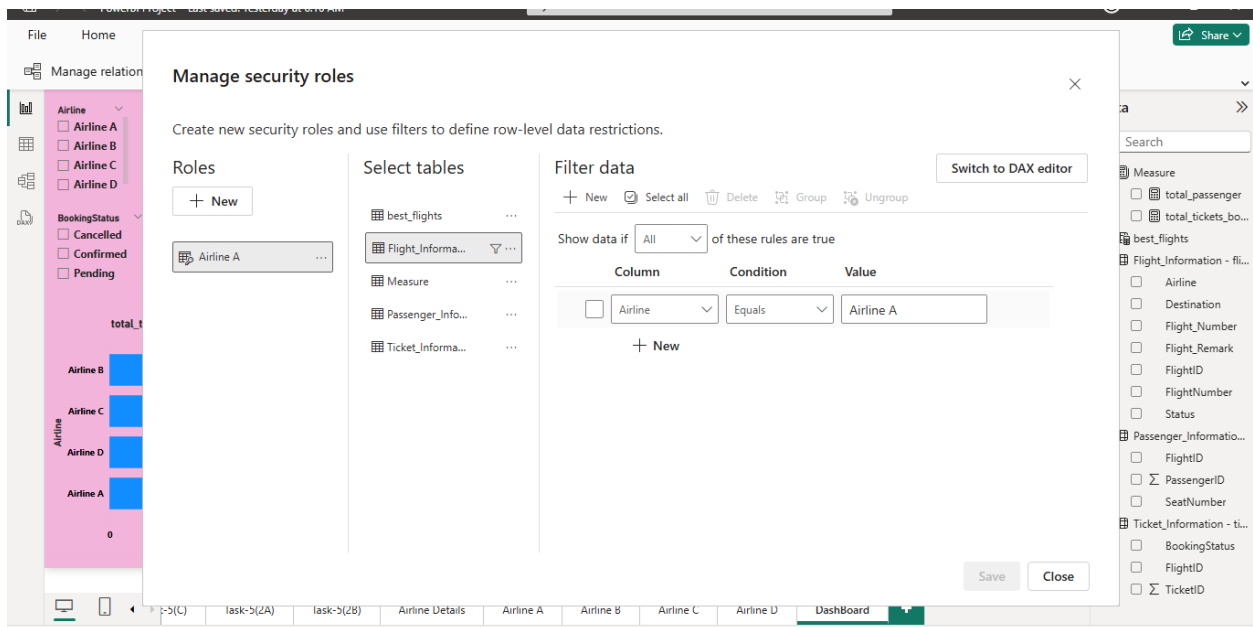 File Home Share
Manage relation
Airline
Airline A
Airline B
Airline C
Airline D
BookingStatus
Cancelled
Confirmed
Pending
total_t
Airline B
Airline C
Airline D
Airline A
Airline
0
Manage security roles
Create new security roles and use filters to define row-level data restrictions.
Roles
New
Airline A ...
Select tables
best_flights ...
Flight_Informa... ...
Measure ...
Passenger_Info... ...
Ticket_Informa... ...
Filter data
Switch to DAX editor
New Select all Delete Group Ungroup
Show data if All of these rules are true
Column Condition Value
Airline Equals Airline A
New
Save Close
Search
Measure
total_passenger
total_tickets_bo...
best_flights
Flight_Information - fli...
Airline
Destination
Flight_Number
Flight_Remark
FlightID
FlightNumber
Status
Passenger_Informatio...
FlightID
PassengerID
SeatNumber
Ticket_Information - ti...
BookingStatus
FlightID
TicketID
Task-5(2A) Task-5(2B) Airline Details Airline A Airline B Airline C Airline D DashBoard